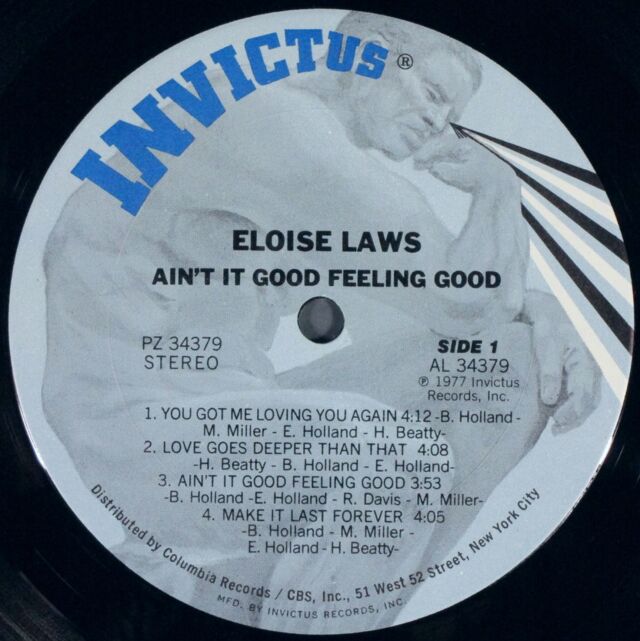 INVICTUS®
ELOISE LAWS
AIN'T IT GOOD FEELING GOOD
PZ 34379
STEREO
SIDE 1
AL 34379
℗ 1977 Invictus
Records, Inc.
1. YOU GOT ME LOVING YOU AGAIN 4:12 -B. Holland -
M. Miller - E. Holland - H. Beatty-
2. LOVE GOES DEEPER THAN THAT 4:08
-H. Beatty - B. Holland - E. Holland-
3. AIN'T IT GOOD FEELING GOOD 3:53
-B. Holland -E. Holland - R. Davis - M. Miller-
4. MAKE IT LAST FOREVER 4:05
-B. Holland - M. Miller -
E. Holland - H. Beatty-
Distributed by Columbia Records / CBS, Inc., 51 West 52 Street, New York City
MFD. BY INVICTUS RECORDS, INC.